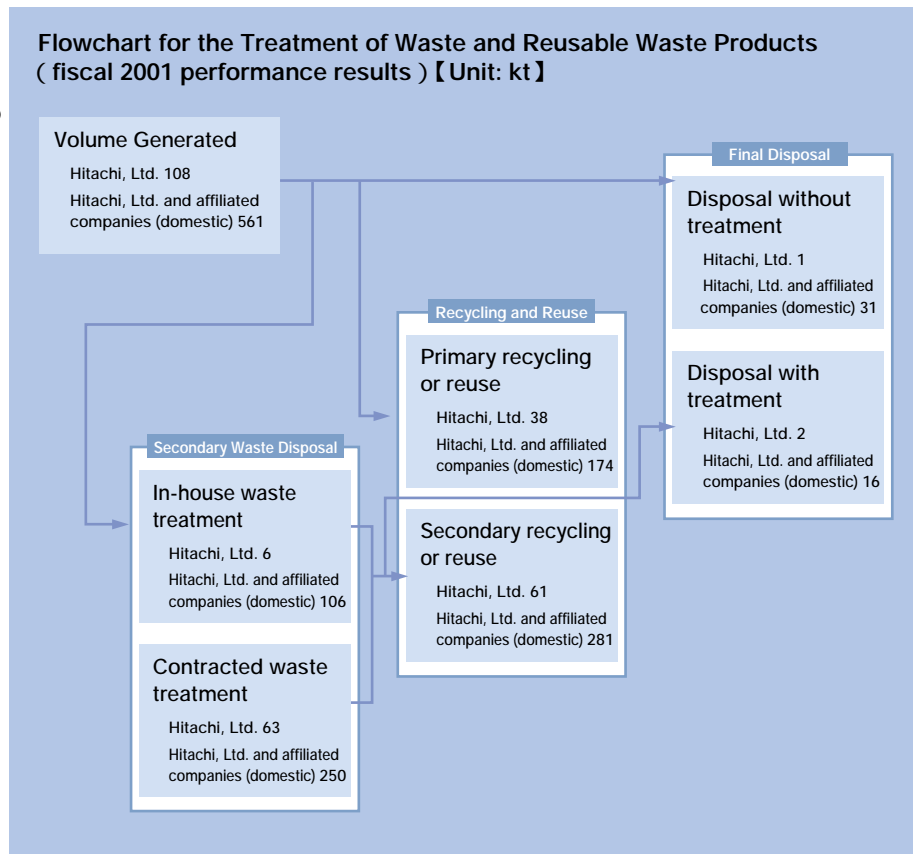 Flowchart for the Treatment of Waste and Reusable Waste Products
( fiscal 2001 performance results )【Unit: kt】
Volume Generated
Hitachi, Ltd. 108
Hitachi, Ltd. and affiliated
companies (domestic) 561
Final Disposal
Disposal without
treatment
Hitachi, Ltd. 1
Hitachi, Ltd. and affiliated
companies (domestic) 31
Disposal with
treatment
Hitachi, Ltd. 2
Hitachi, Ltd. and affiliated
companies (domestic) 16
Recycling and Reuse
Primary recycling
or reuse
Hitachi, Ltd. 38
Hitachi, Ltd. and affiliated
companies (domestic) 174
Secondary recycling
or reuse
Hitachi, Ltd. 61
Hitachi, Ltd. and affiliated
companies (domestic) 281
Secondary Waste Disposal
In-house waste
treatment
Hitachi, Ltd. 6
Hitachi, Ltd. and affiliated
companies (domestic) 106
Contracted waste
treatment
Hitachi, Ltd. 63
Hitachi, Ltd. and affiliated
companies (domestic) 250